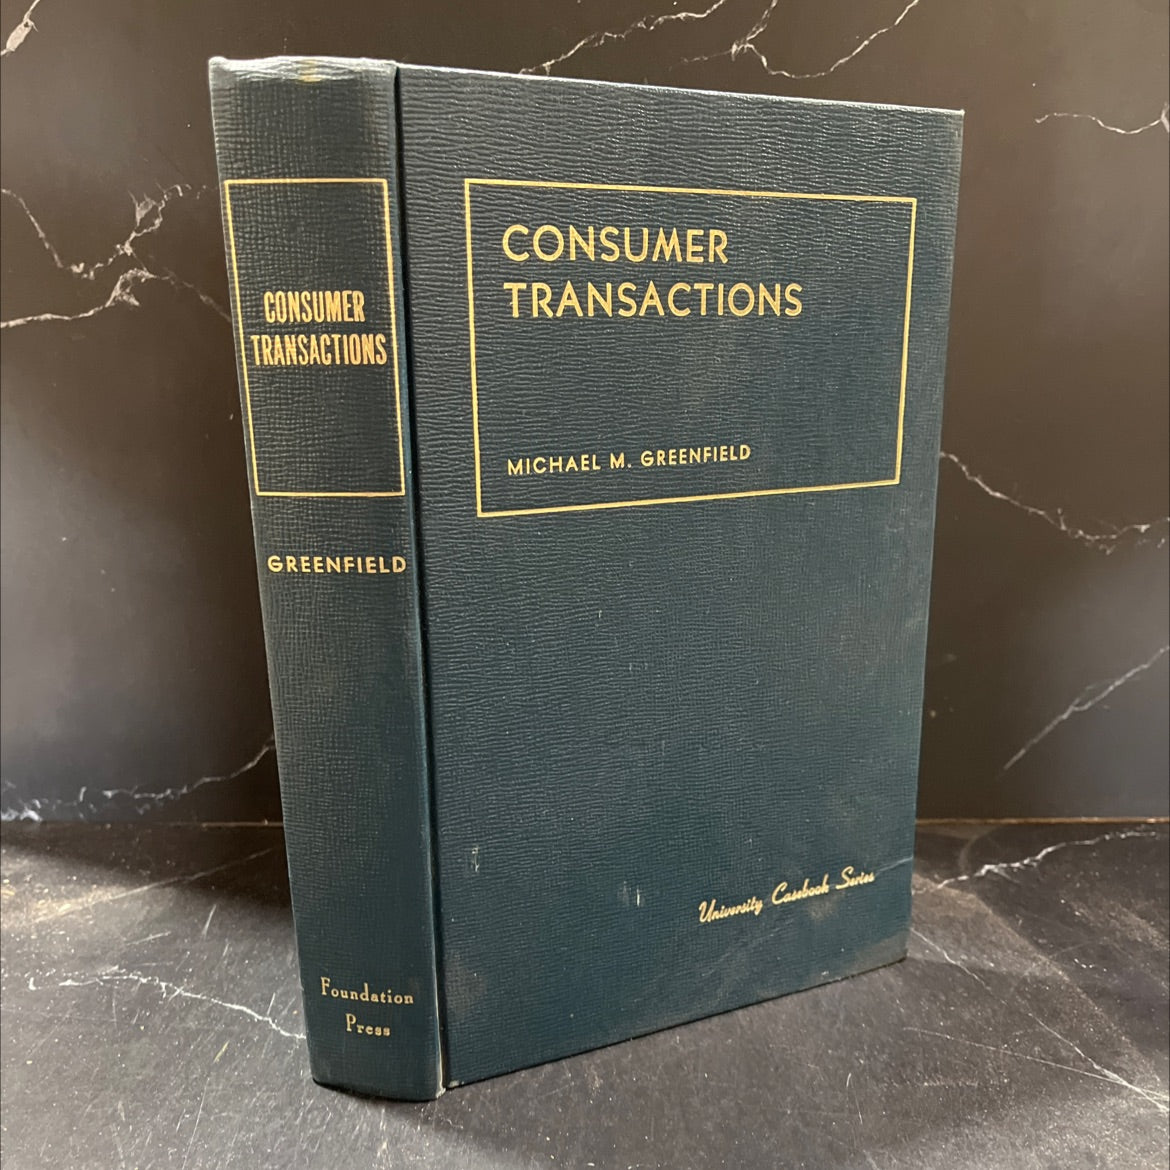 CONSUMER
TRANSACTIONS
GREENFIELD
Foundation
Press
CONSUMER
TRANSACTIONS
MICHAEL M. GREENFIELD
University Casebook Series